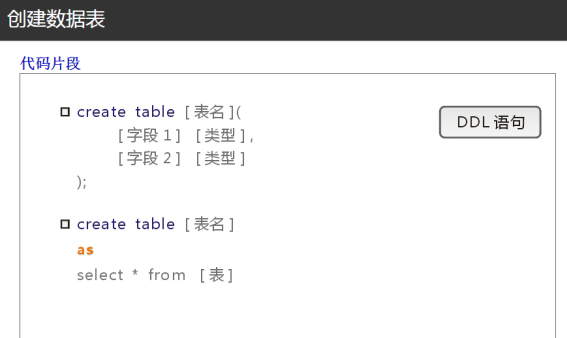 创建数据表
代码片段
create table [表名](
[字段1] [类型],
[字段2] [类型]
);
DDL语句
create table [表名]
as
select * from [表]